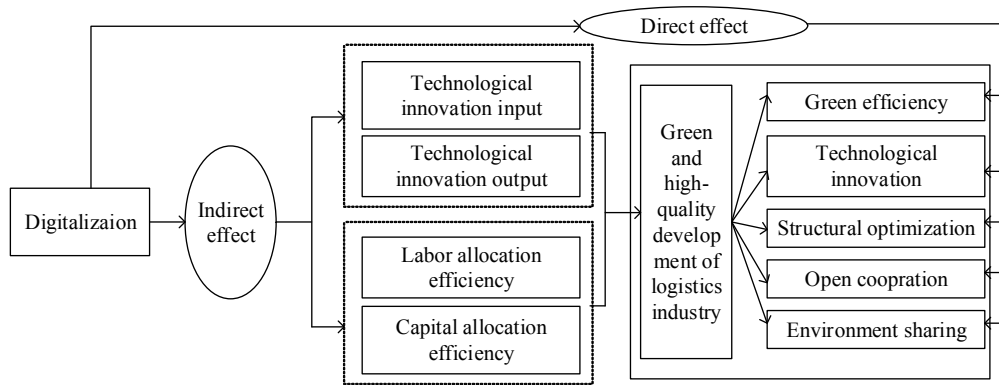 Direct effect
Technological
innovation input
Technological
innovation output
Digitalizaion
Indirect
effect
Labor allocation
efficiency
Capital allocation
efficiency
Green
and
high-
quality
develop
ment of
logistics
industry
Green efficiency
Technological
innovation
Structural optimization
Open coopration
Environment sharing